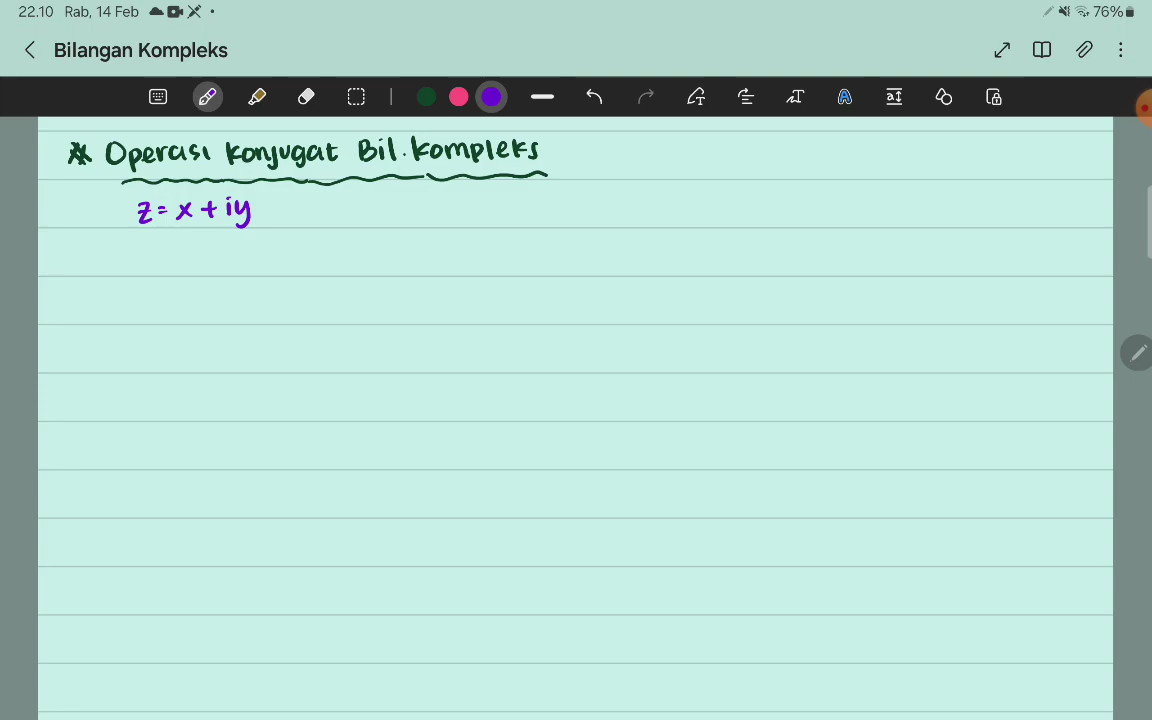 22.10 Rab, 14 Feb 76%
Bilangan Kompleks
Operasi Konjugat Bil. Kompleks
z = x + iy